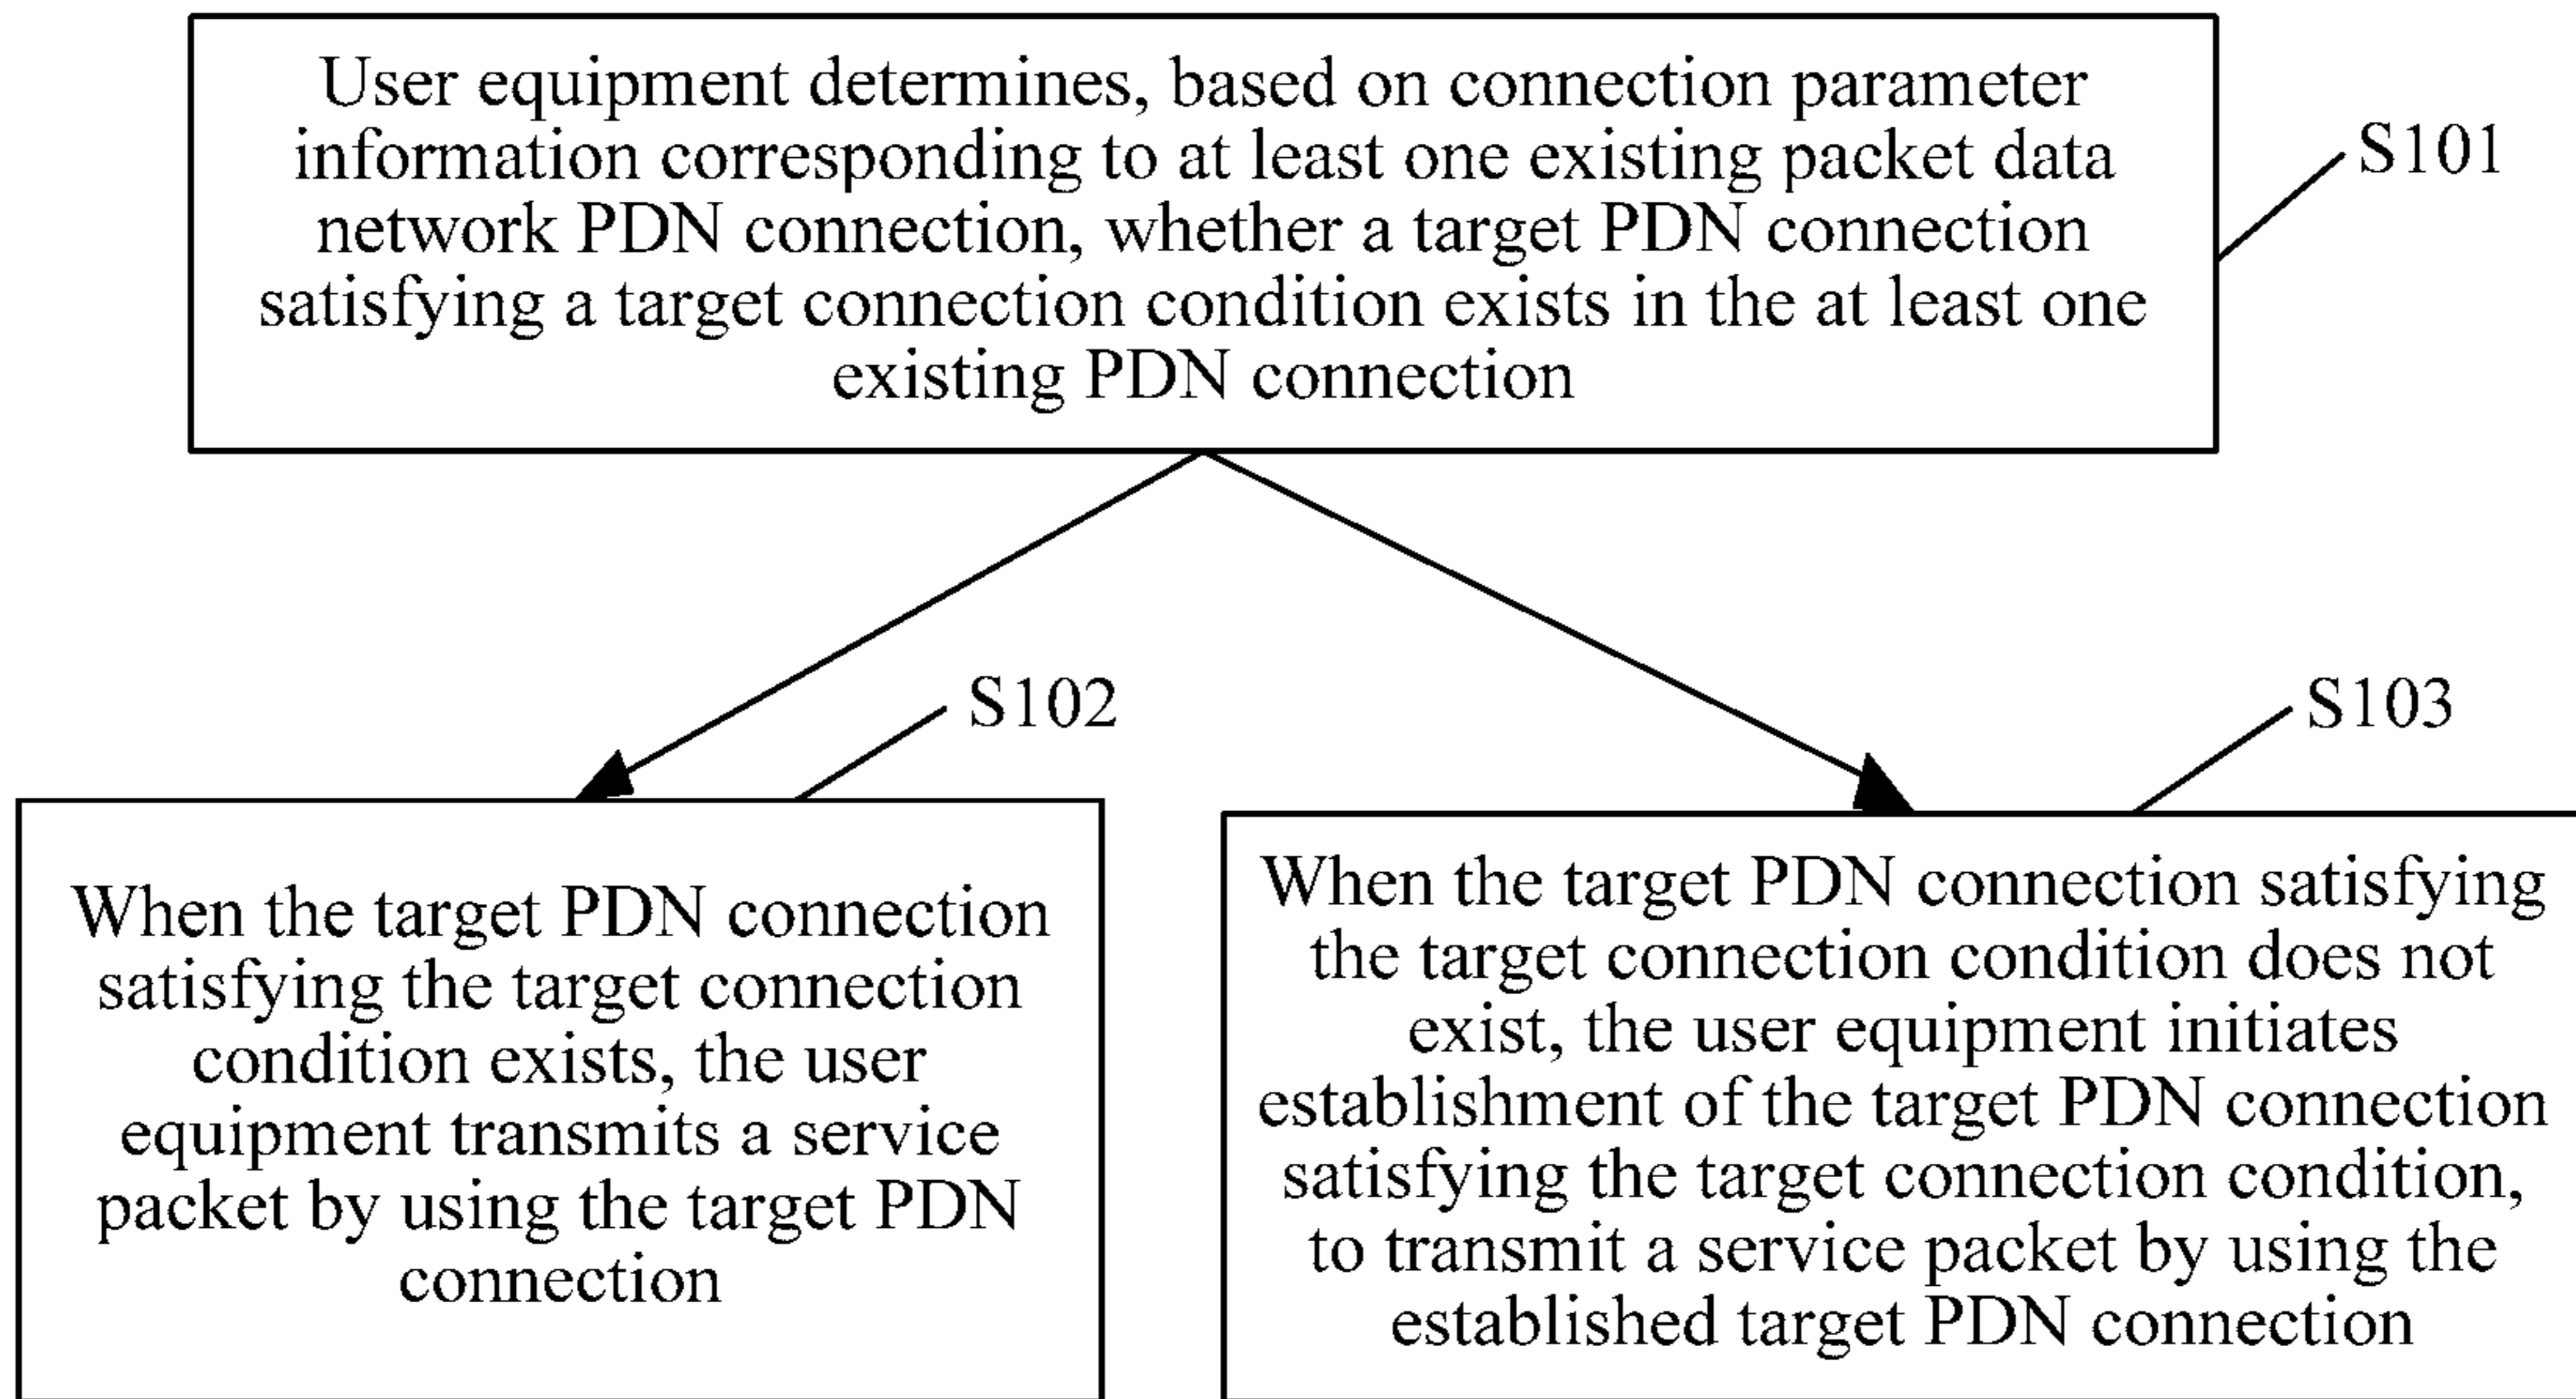 User equipment determines, based on connection parameter
information corresponding to at least one existing packet data
network PDN connection, whether a target PDN connection
satisfying a target connection condition exists in the at least one
existing PDN connection
S101
S102
When the target PDN connection
satisfying the target connection
condition exists, the user
equipment transmits a service
packet by using the target PDN
connection
S103
When the target PDN connection satisfying
the target connection condition does not
exist, the user equipment initiates
establishment of the target PDN connection
satisfying the target connection condition,
to transmit a service packet by using the
established target PDN connection